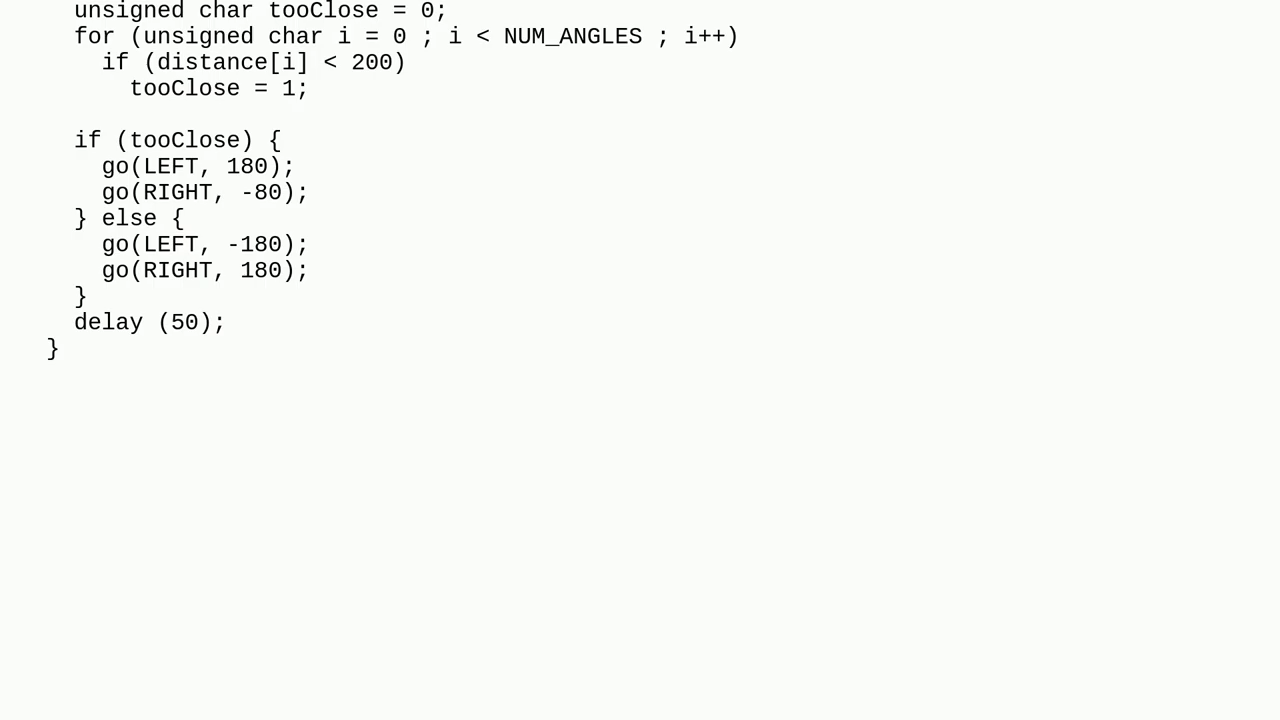 unsigned char tooClose = 0;
for (unsigned char i = 0 ; i < NUM_ANGLES ; i++)
if (distance[i] < 200)
tooClose = 1;
if (tooClose) {
go(LEFT, 180);
go(RIGHT, -80);
} else {
go(LEFT, -180);
go(RIGHT, 180);
}
delay (50);
}